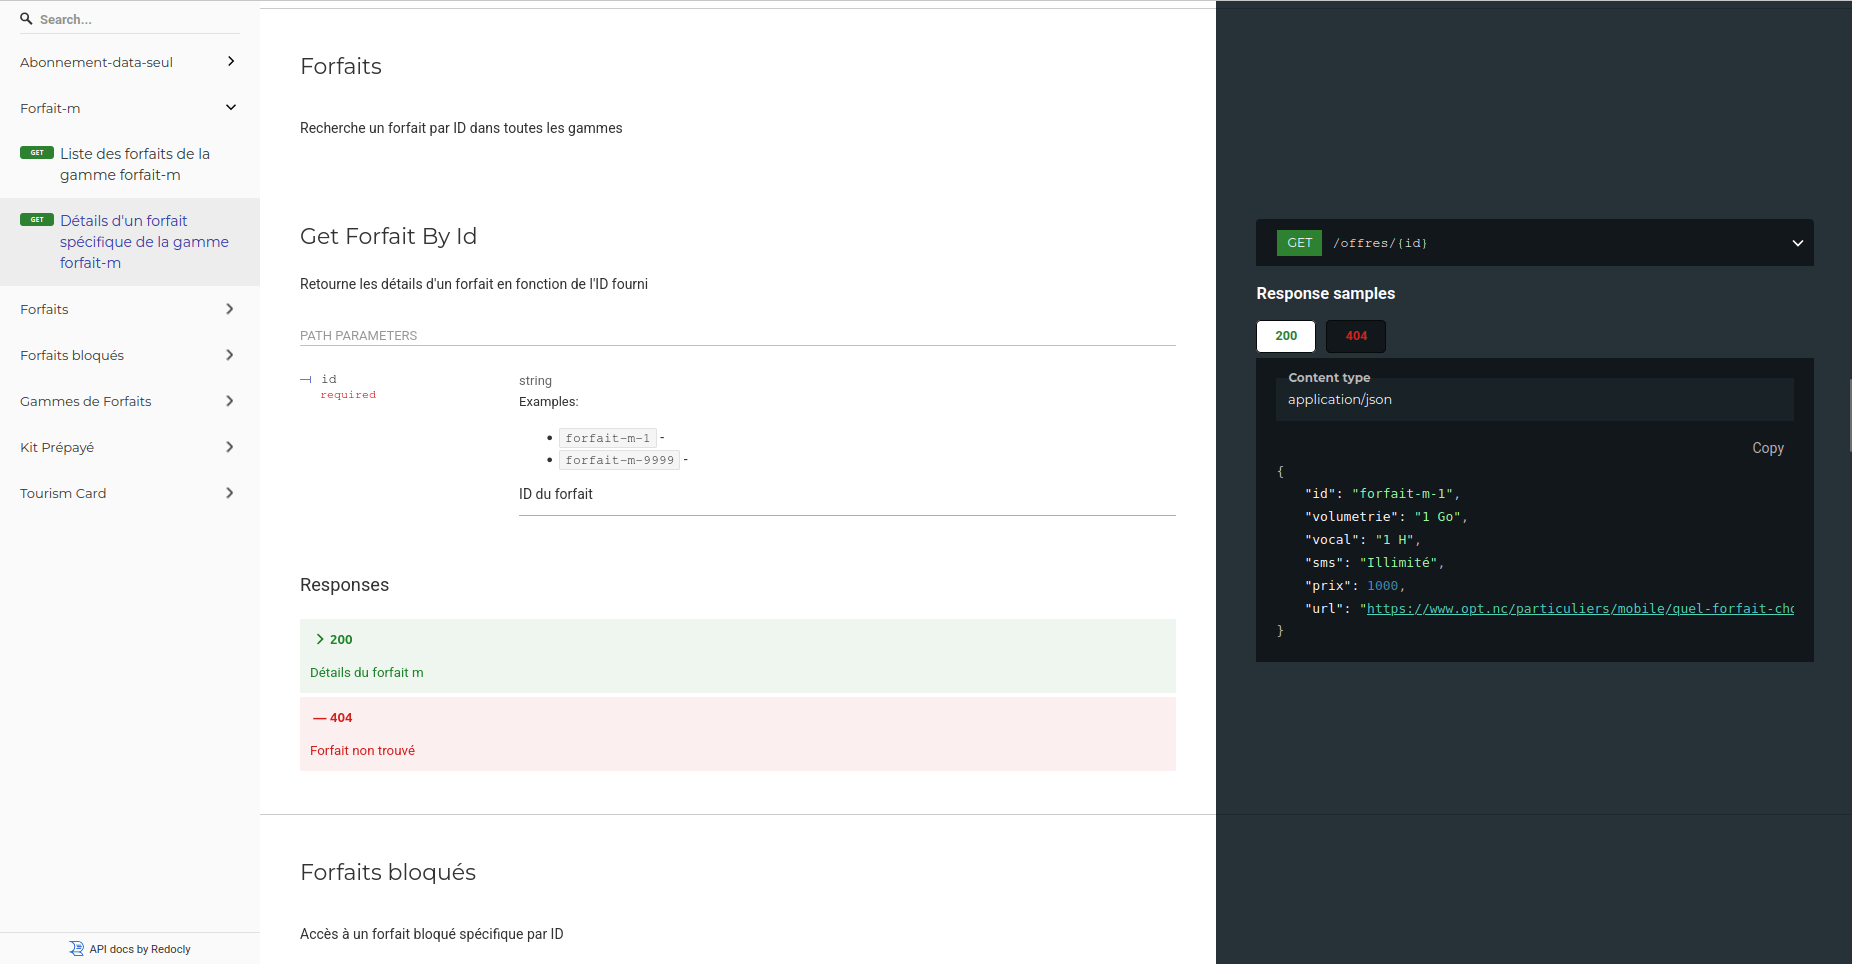 Search...
Abonnement-data-seul
Forfait-m
GET Liste des forfaits de la
gamme forfait-m
GET Détails d'un forfait
spécifique de la gamme
forfait-m
Forfaits
Forfaits bloqués
Gammes de Forfaits
Kit Prépayé
Tourism Card
API docs by Redocly
Forfaits
Recherche un forfait par ID dans toutes les gammes
Get Forfait By Id
Retourne les détails d'un forfait en fonction de l'ID fourni
PATH PARAMETERS
id
required
string
Examples:
• forfait-m-1 -
• forfait-m-9999 -
ID du forfait
Responses
200
Détails du forfait m
— 404
Forfait non trouvé
Forfaits bloqués
Accès à un forfait bloqué spécifique par ID
GET /offres/{id}
Response samples
200 404
Content type
application/json
Copy
{
"id": "forfait-m-1",
"volumetrie": "1 Go",
"vocal": "1 H",
"sms": "Illimité",
"prix": 1000,
"url": "https://www.opt.nc/particuliers/mobile/quel-forfait-cho
}